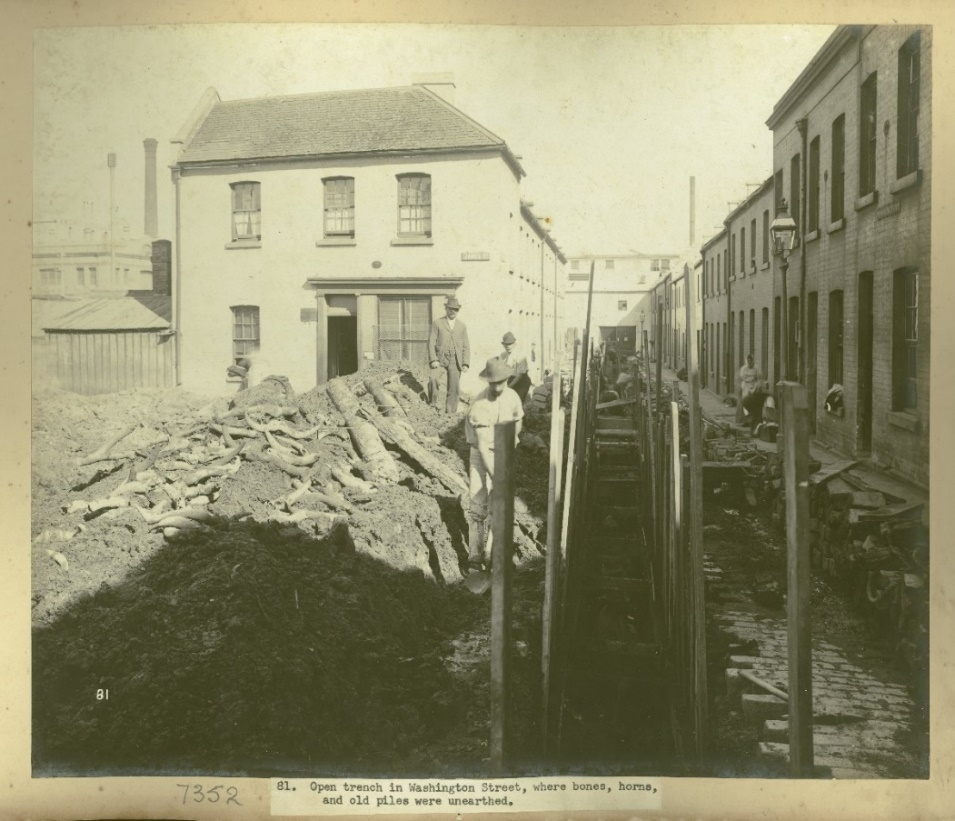 81
7352
81. Open trench in Washington Street, where bones, horns,
and old piles were unearthed.